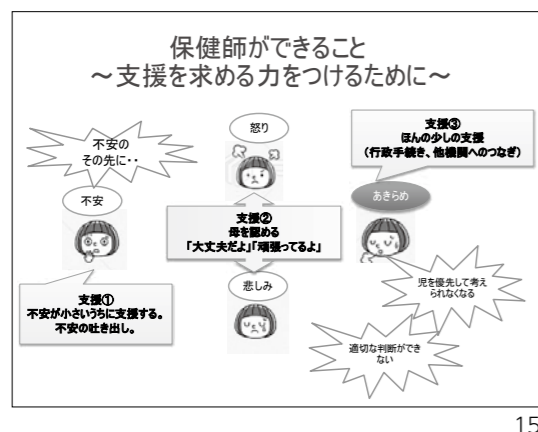 保健師ができること
～支援を求める力をつけるために～
不安の
その先に・・
不安
支援①
不安が小さいうちに支援する。
不安の吐き出し。
怒り
支援②
母を認める
「大丈夫だよ」「頑張ってるよ」
悲しみ
支援③
ほんの少しの支援
（行政手続き、他機関へのつなぎ）
あきらめ
児を優先して考え
られなくなる
適切な判断ができ
ない
15